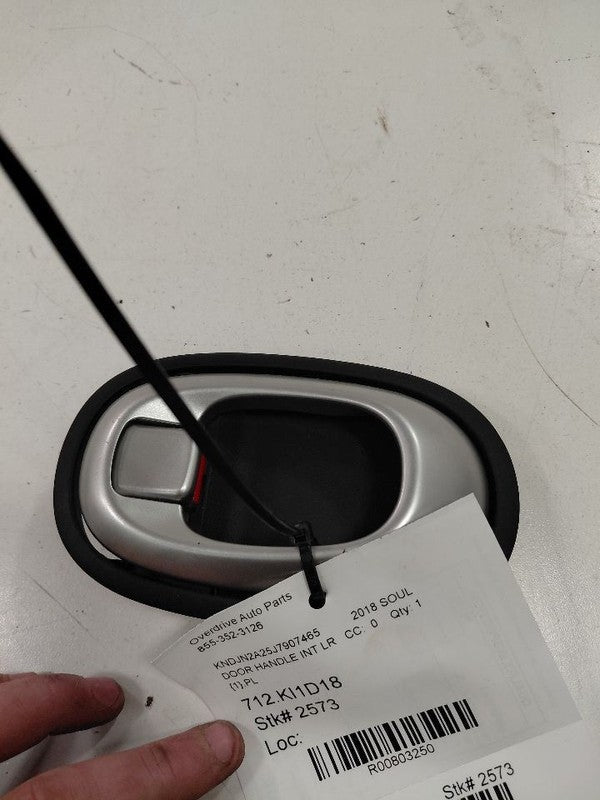 Overdrive Auto Parts
855-352-3126
KNDJN2A25J7907465 2018 SOUL
DOOR HANDLE INT LR CC: 0 Qty: 1
{1},PL
712.KI1D18
Stk# 2573
Loc:
R00803250
Stk# 2573